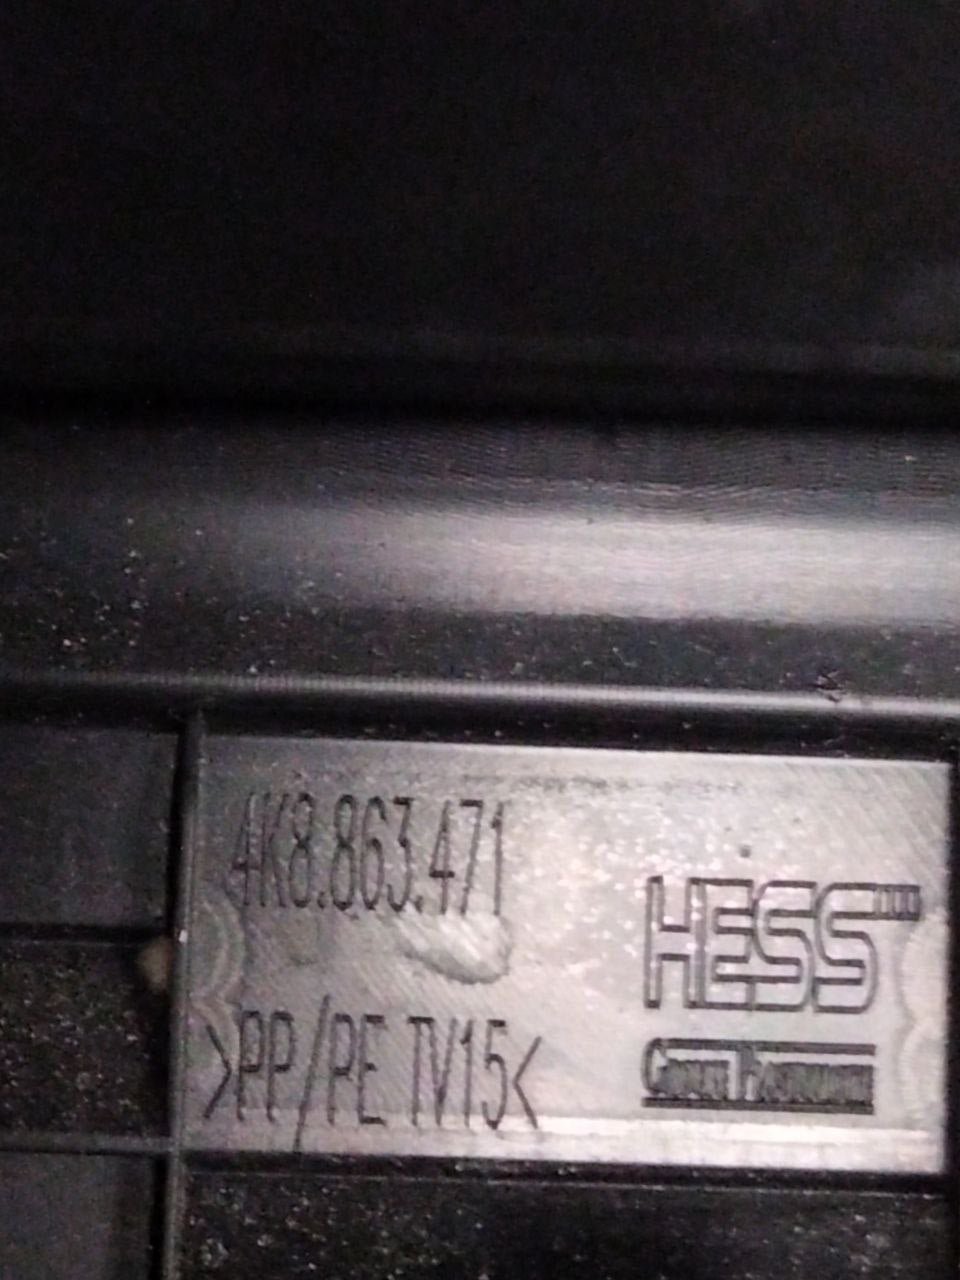 4K8.863.471
HESS
>PP/PE TV15<